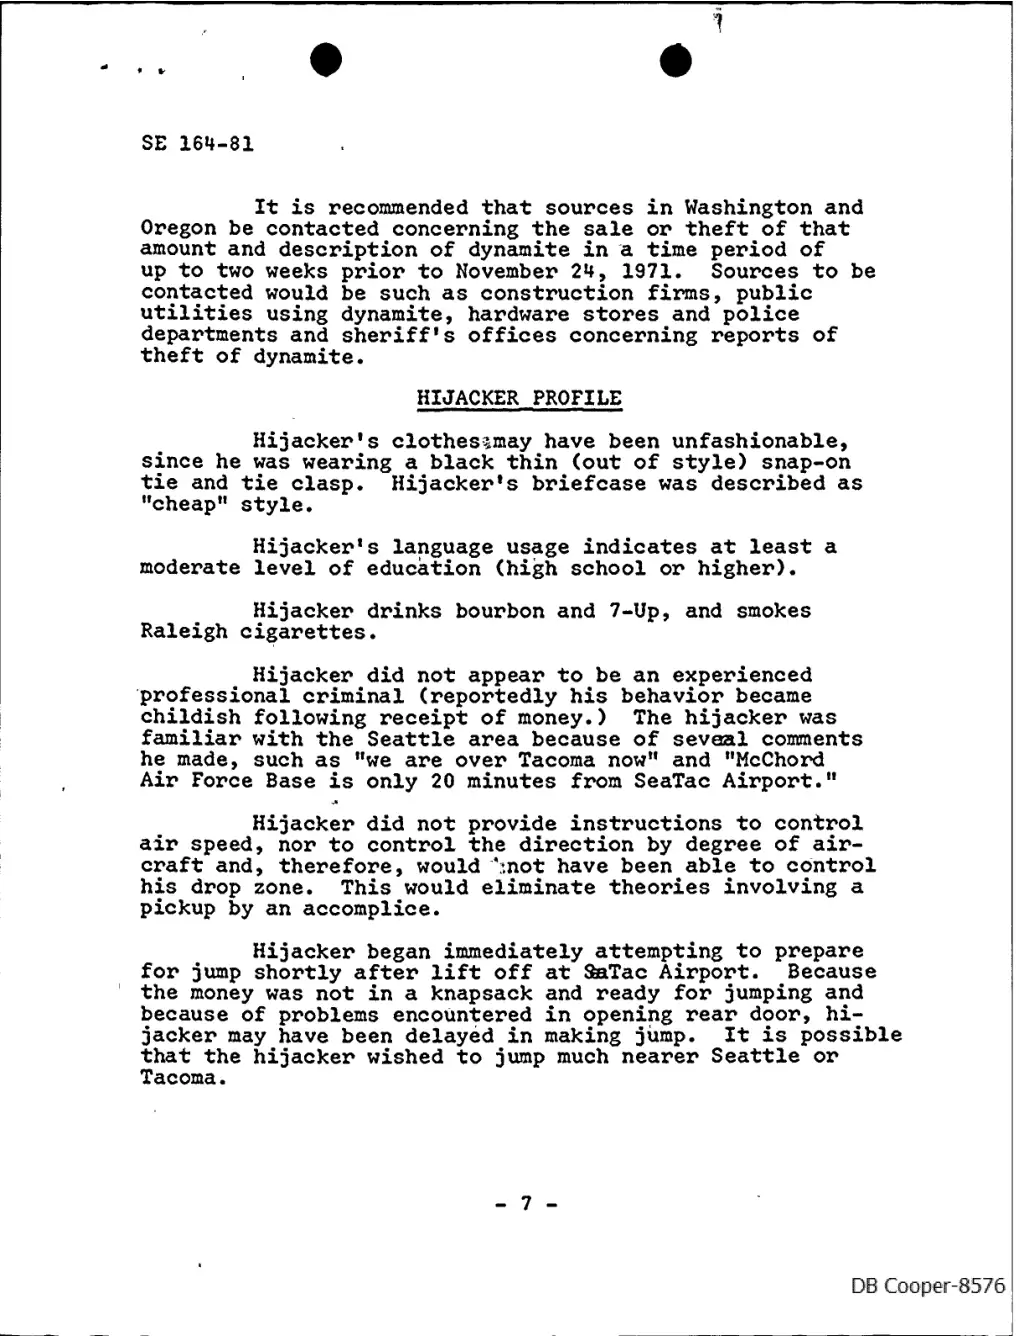 SE 164-81
It is recommended that sources in Washington and
Oregon be contacted concerning the sale or theft of that
amount and description of dynamite in a time period of
up to two weeks prior to November 24, 1971. Sources to be
contacted would be such as construction firms, public
utilities using dynamite, hardware stores and police
departments and sheriff's offices concerning reports of
theft of dynamite.
HIJACKER PROFILE
Hijacker's clothes may have been unfashionable,
since he was wearing a black thin (out of style) snap-on
tie and tie clasp. Hijacker's briefcase was described as
"cheap" style.
Hijacker's language usage indicates at least a
moderate level of education (high school or higher).
Hijacker drinks bourbon and 7-Up, and smokes
Raleigh cigarettes.
Hijacker did not appear to be an experienced
professional criminal (reportedly his behavior became
childish following receipt of money.) The hijacker was
familiar with the Seattle area because of several comments
he made, such as "we are over Tacoma now" and "McChord
Air Force Base is only 20 minutes from SeaTac Airport."
Hijacker did not provide instructions to control
air speed, nor to control the direction by degree of air-
craft and, therefore, would not have been able to control
his drop zone. This would eliminate theories involving a
pickup by an accomplice.
Hijacker began immediately attempting to prepare
for jump shortly after lift off at SeaTac Airport. Because
the money was not in a knapsack and ready for jumping and
because of problems encountered in opening rear door, hi-
jacker may have been delayed in making jump. It is possible
that the hijacker wished to jump much nearer Seattle or
Tacoma.
- 7 -
DB Cooper-8576